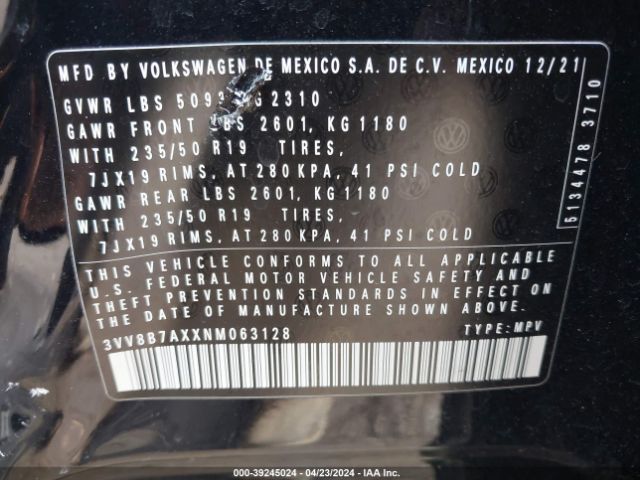 MFD BY VOLKSWAGEN DE MEXICO S.A. DE C.V. MEXICO 12/21
GVWR LBS 2310
GAWR FRONT LBS 2601, KG 1180
WITH 235/50 R19 TIRES,
7JX19 RIMS, AT 280 KPA, 41 PSI COLD
GAWR REAR LBS 2601, KG 1180
WITH 235/50 R19 TIRES,
7JX19 RIMS, AT 280 KPA, 41 PSI COLD
THIS VEHICLE CONFORMS TO ALL APPLICABLE
U.S. FEDERAL MOTOR VEHICLE SAFETY AND
THEFT PREVENTION STANDARDS IN EFFECT ON
THE DATE OF MANUFACTURE SHOWN ABOVE.
3VV8B7AXXNM063128 TYPE: MPV
5134478 3710
000-39245024 - 04/23/2024 - IAA Inc.